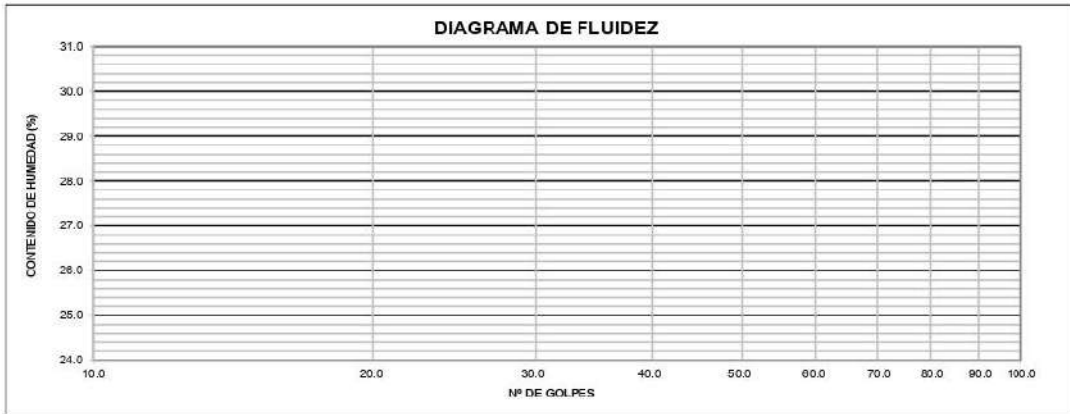 DIAGRAMA DE FLUIDEZ
31.0
30.0
29.0
28.0
27.0
26.0
25.0
24.0
CONTENIDO DE HUMEDAD (%)
10.0 20.0 30.0 40.0 50.0 60.0 70.0 80.0 90.0 100.0
Nº DE GOLPES